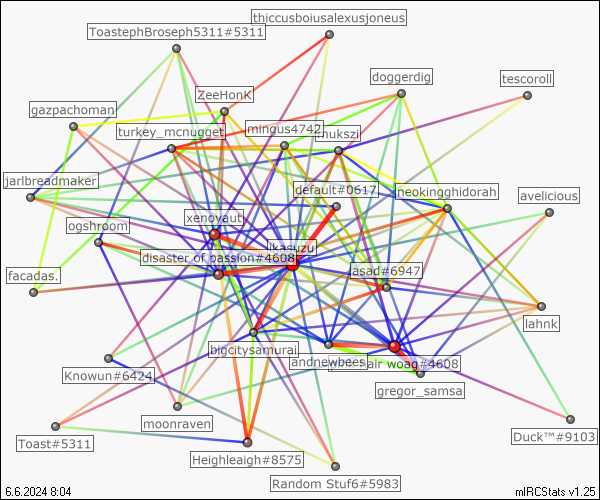 thiccusboiusalexusjoneus
ToastephBroseph5311#5311
doggerdig
tescoroll
ZeeHonK
gazpachoman
turkey_mcnugget
mingus4742
thukszi
jarlbreadmaker
default#0617
neokingghidorah
avelicious
xenoyaut
ogshroom
ikasuzu
disaster of passion#4608
asad#6947
facadas.
lahnk
bigcitysamurai
andnewbees
air woag#4608
Knowun#6424
gregor_samsa
moonraven
Duck™#9103
Toast#5311
Heighleaigh#8575
Random Stuf6#5983
6.6.2024 8:04
mIRCStats v1.25